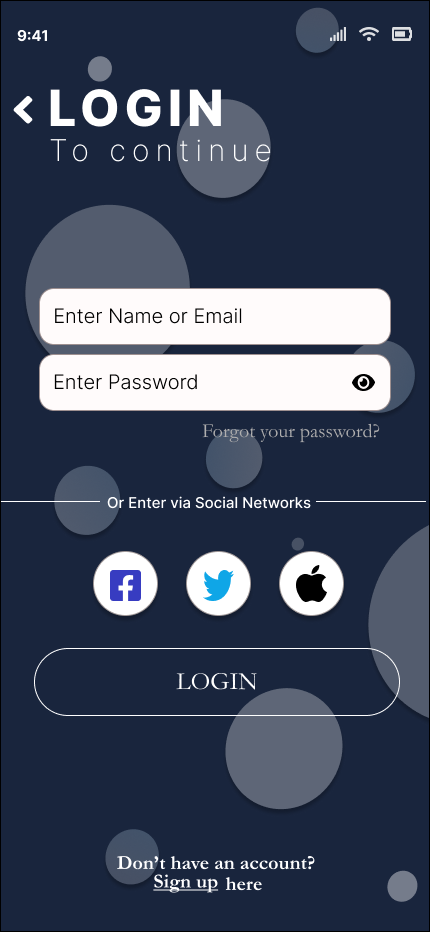 9:41
LOGIN
To continue
Enter Name or Email
Enter Password
Forgot your password?
Or Enter via Social Networks
LOGIN
Don't have an account?
Sign up here